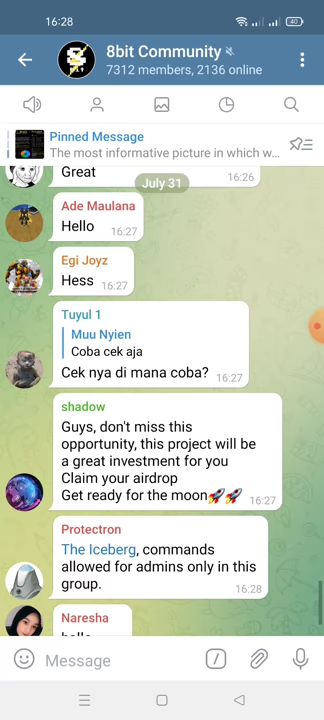 16:28
40
8bit Community
7312 members, 2136 online
Pinned Message
The most informative picture in which w...
Great
16:26
July 31
Ade Maulana
Hello
16:27
Egi Joyz
Hess
16:27
Tuyul 1
Muu Nyien
Coba cek aja
Cek nya di mana coba?
16:27
shadow
Guys, don't miss this
opportunity, this project will be
a great investment for you
Claim your airdrop
Get ready for the moon🚀🚀
16:27
Protectron
The Iceberg, commands
allowed for admins only in this
group.
16:28
Naresha
Message